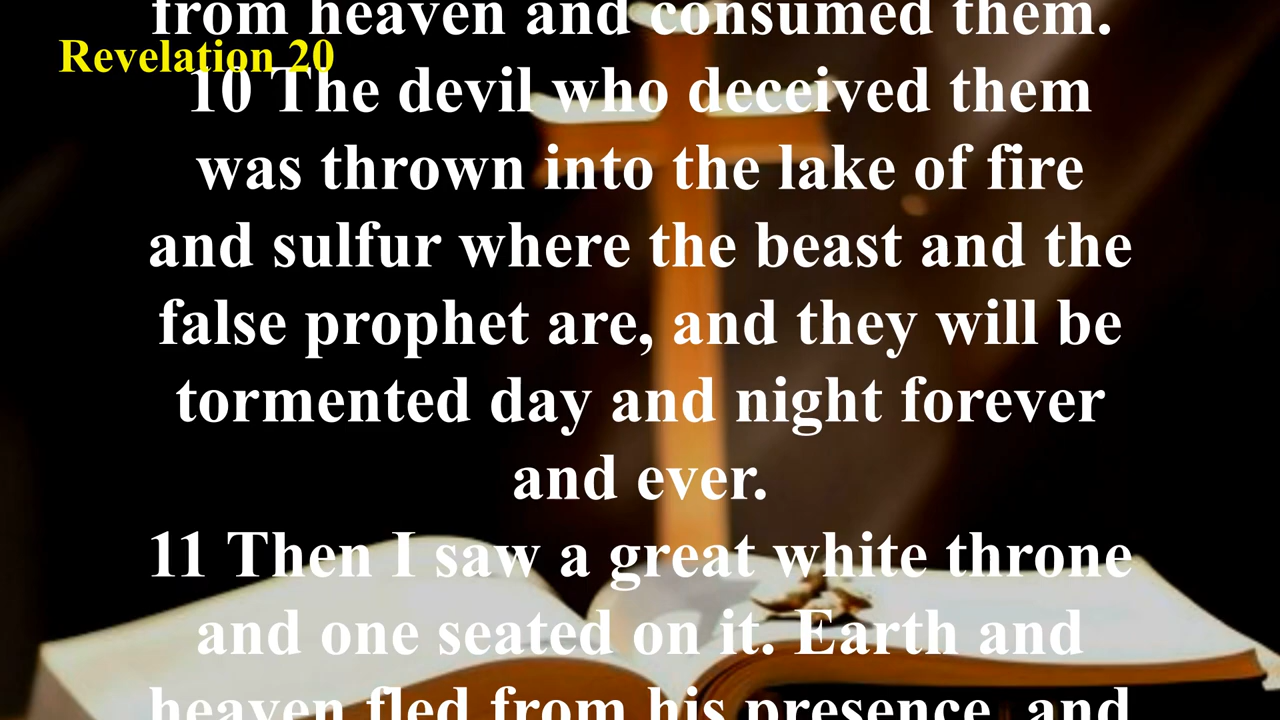 from heaven and consumed them.
Revelation 20
10 The devil who deceived them
was thrown into the lake of fire
and sulfur where the beast and the
false prophet are, and they will be
tormented day and night forever
and ever.
11 Then I saw a great white throne
and one seated on it. Earth and
heaven fled from his presence, and